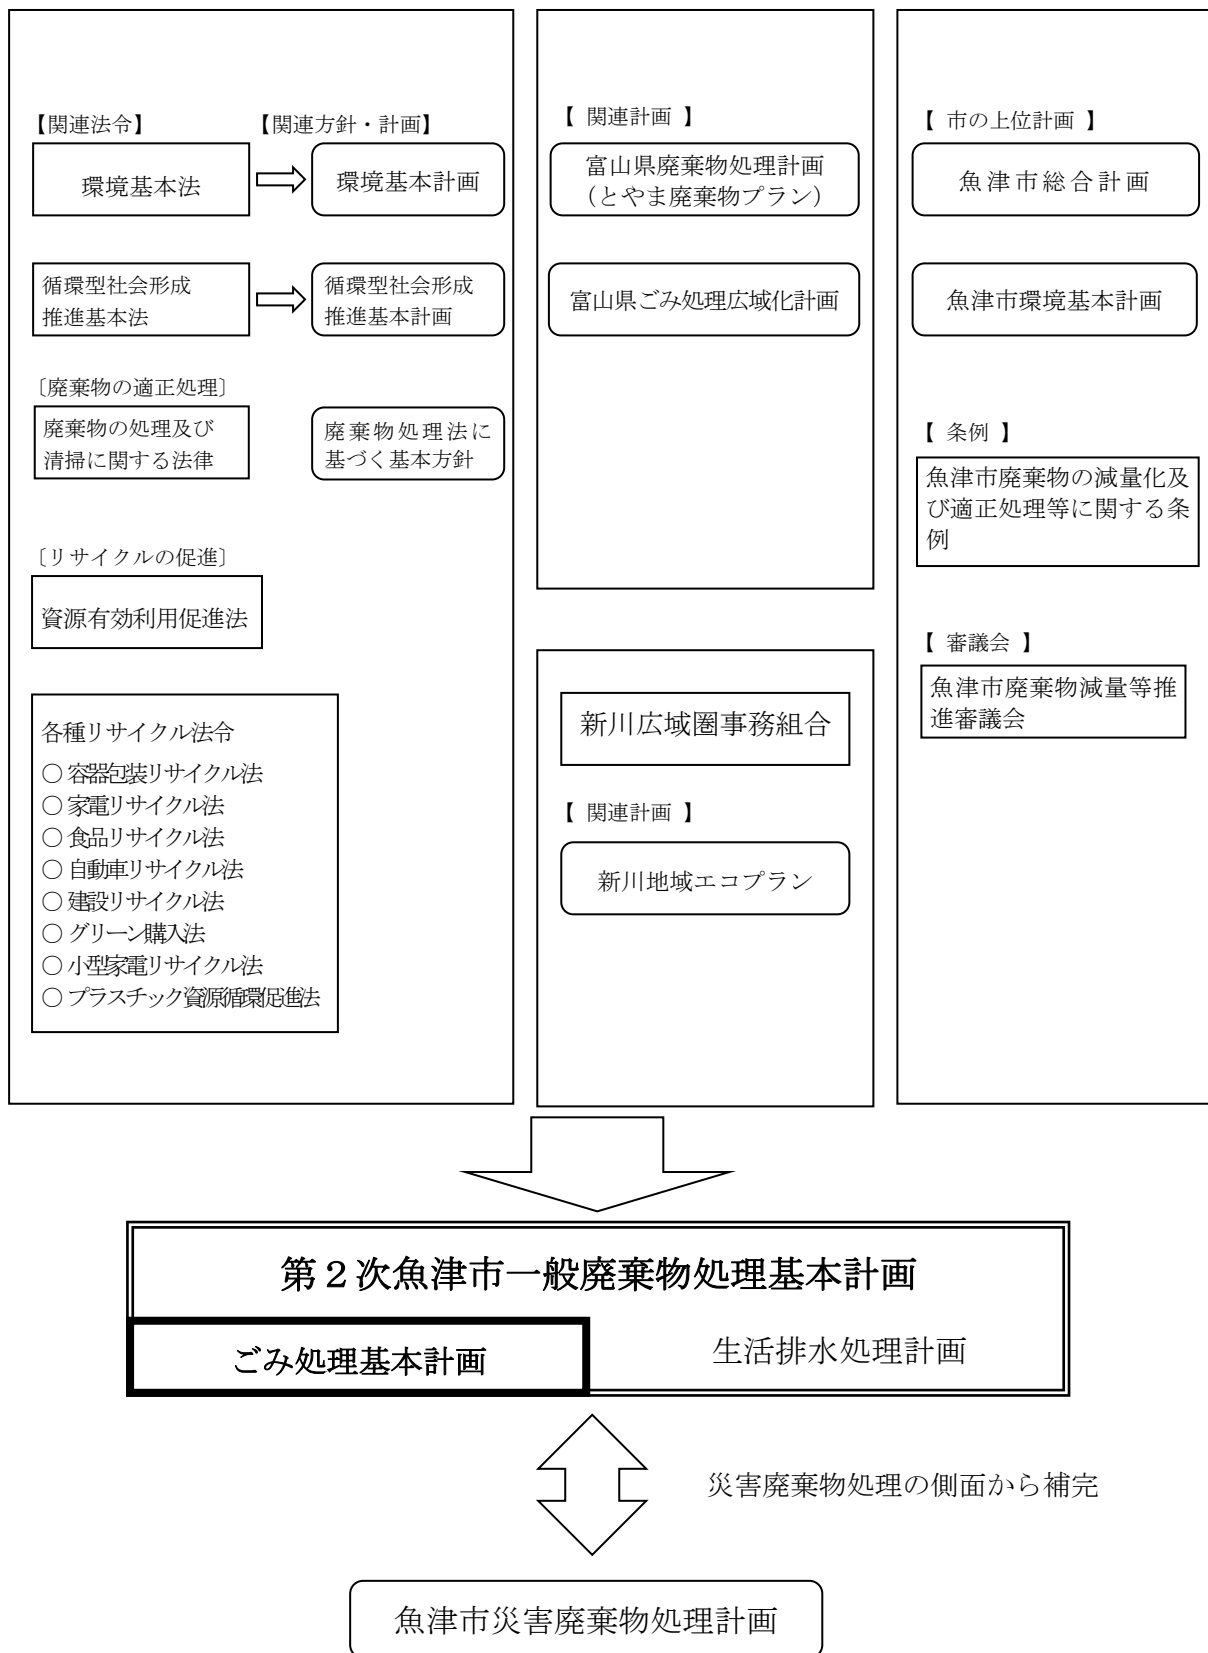 【関連法令】
【関連方針・計画】
環境基本法
環境基本計画
循環型社会形成
推進基本法
循環型社会形成
推進基本計画
〔廃棄物の適正処理〕
廃棄物の処理及び
清掃に関する法律
廃棄物処理法に
基づく基本方針
〔リサイクルの促進〕
資源有効利用促進法
各種リサイクル法令
○容器包装リサイクル法
○家電リサイクル法
○食品リサイクル法
○自動車リサイクル法
○建設リサイクル法
○グリーン購入法
○小型家電リサイクル法
○プラスチック資源循環促進法
【 関連計画 】
富山県廃棄物処理計画
（とやま廃棄物プラン）
富山県ごみ処理広域化計画
新川広域圏事務組合
【 関連計画 】
新川地域エコプラン
【 市の上位計画 】
魚津市総合計画
魚津市環境基本計画
【 条例 】
魚津市廃棄物の減量化及
び適正処理等に関する条
例
【 審議会 】
魚津市廃棄物減量等推
進審議会
第２次魚津市一般廃棄物処理基本計画
ごみ処理基本計画
生活排水処理計画
災害廃棄物処理の側面から補完
魚津市災害廃棄物処理計画